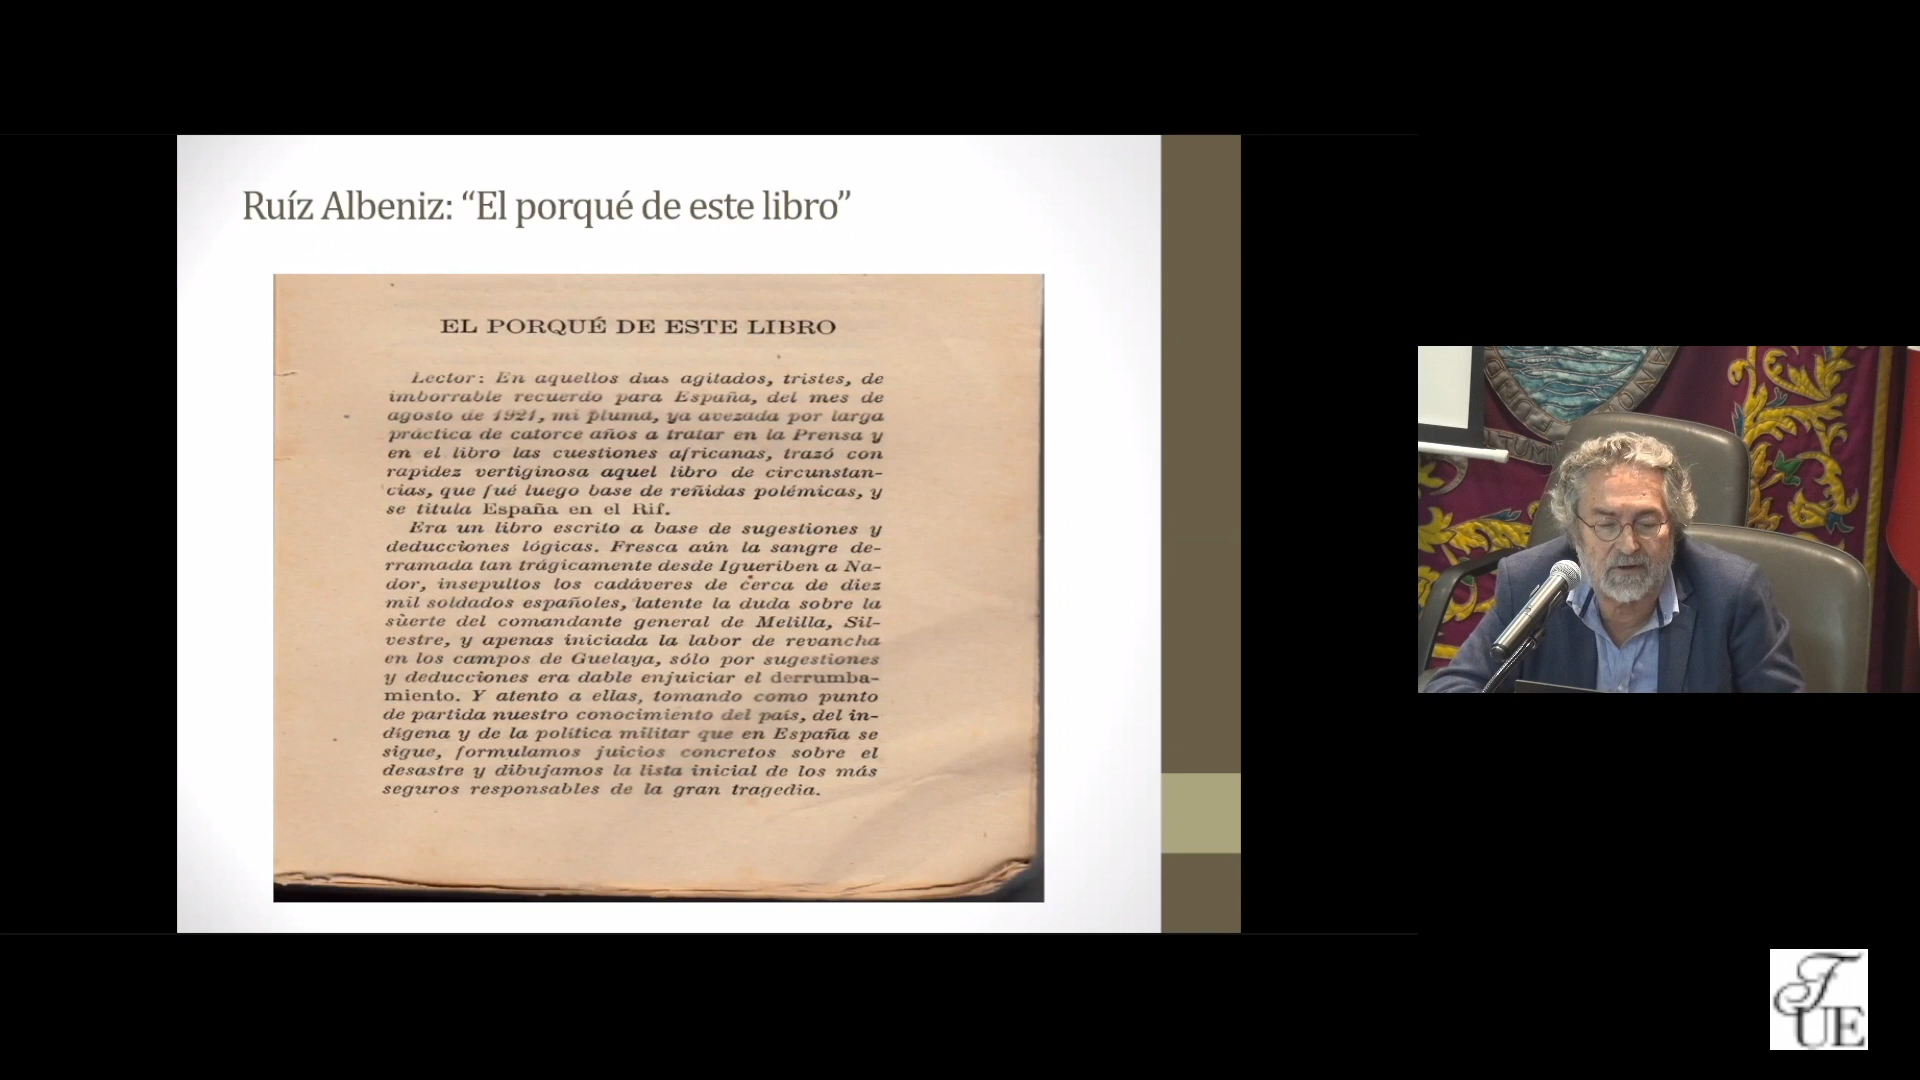 Ruíz Albeniz: “El porqué de este libro”
EL PORQUÉ DE ESTE LIBRO
Lector: En aquellos días agitados, tristes, de
imborrable recuerdo para España, del mes de
agosto de 1921, mi pluma, ya avezada por larga
práctica de catorce años a tratar en la Prensa y
en el libro las cuestiones africanas, trazó con
rapidez vertiginosa aquel libro de circunstan-
cias, que fué luego base de reñidas polémicas, y
se titula España en el Rif.
Era un libro escrito a base de sugestiones y
deducciones lógicas. Fresca aún la sangre de-
rramada tan trágicamente desde Igueriben a Na-
dor, insepultos los cadáveres de cerca de diez
mil soldados españoles, latente la duda sobre la
suerte del comandante general de Melilla, Sil-
vestre, y apenas iniciada la labor de revancha
en los campos de Guelaya, sólo por sugestiones
y deducciones era dable enjuiciar el derrumba-
miento. Y atento a ellas, tomando como punto
de partida nuestro conocimiento del país, del in-
dígena y de la política militar que en España se
sigue, formulamos juicios concretos sobre el
desastre y dibujamos la lista inicial de los más
seguros responsables de la gran tragedia.
TUE